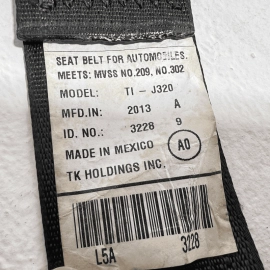 SEAT BELT FOR AUTOMOBILES.
MEETS: MVSS NO.209, NO.302
MODEL: TI - J320
MFD.IN: 2013 A
ID. NO.: 3228 9
MADE IN MEXICO AO
TK HOLDINGS INC.
L5A 3228